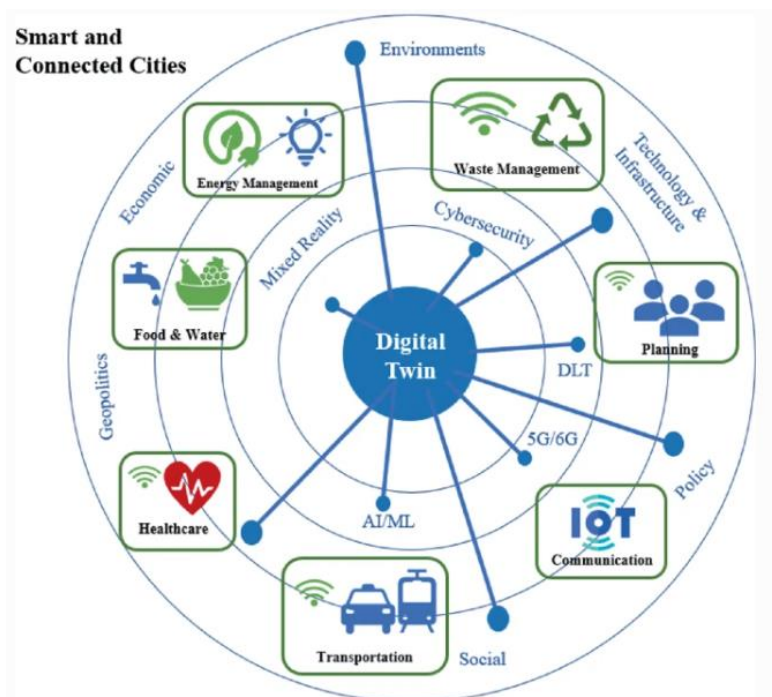 Smart and
Connected Cities
Environments
Economic
Energy Management
Waste Management
Technology &
Infrastructure
Mixed Reality
Cybersecurity
Food & Water
Digital
Twin
Planning
DLT
Geopolitics
5G/6G
Policy
Healthcare
AI/ML
IOT
Communication
Transportation
Social